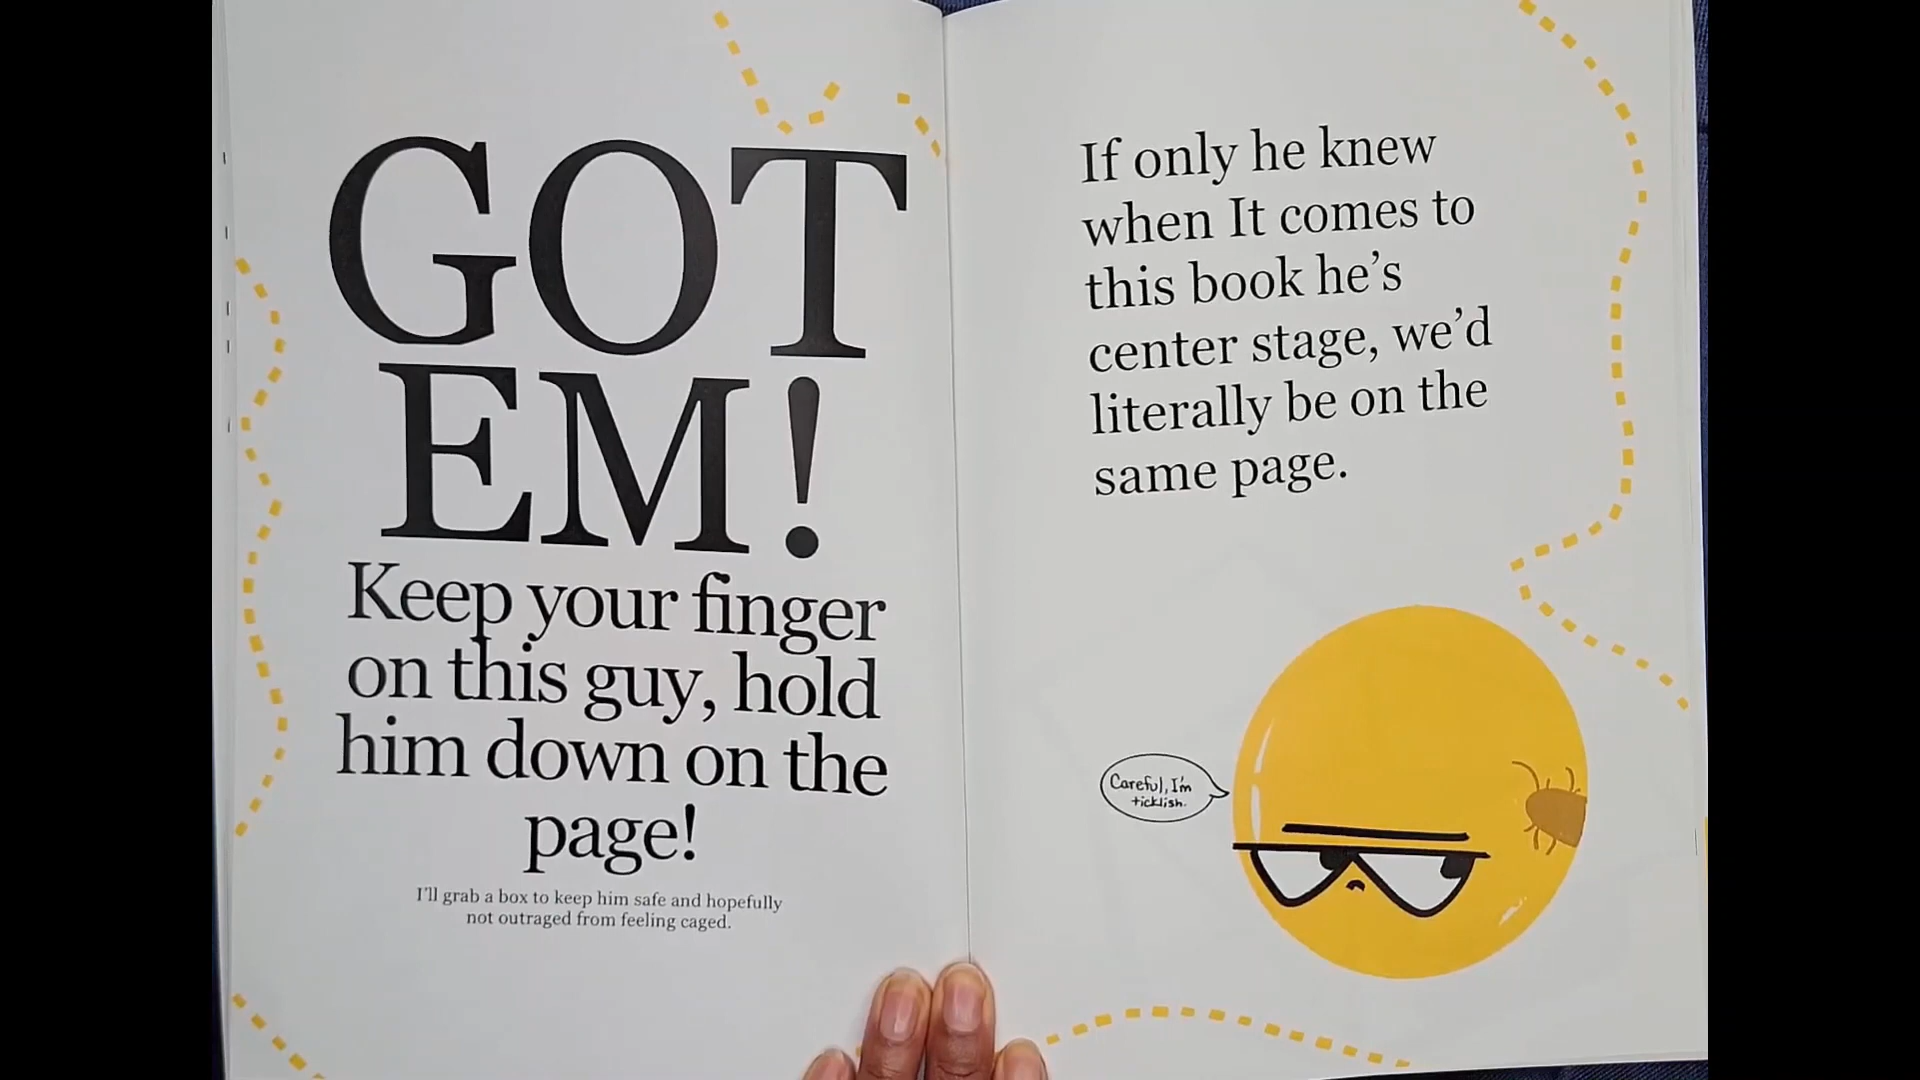 GOT
EM!
Keep your finger
on this guy, hold
him down on the
page!
I'll grab a box to keep him safe and hopefully
not outraged from feeling caged.
If only he knew
when It comes to
this book he's
center stage, we'd
literally be on the
same page.
Careful, I'm
ticklish.